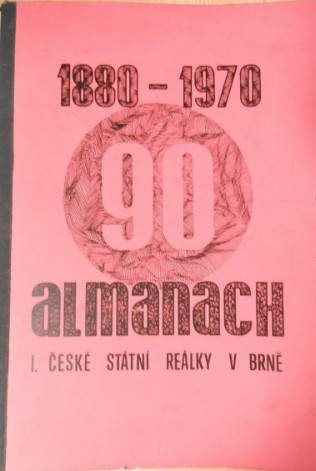 1880 - 1970
90
almanach
I. ČESKÉ STÁTNÍ REÁLKY V BRNĚ